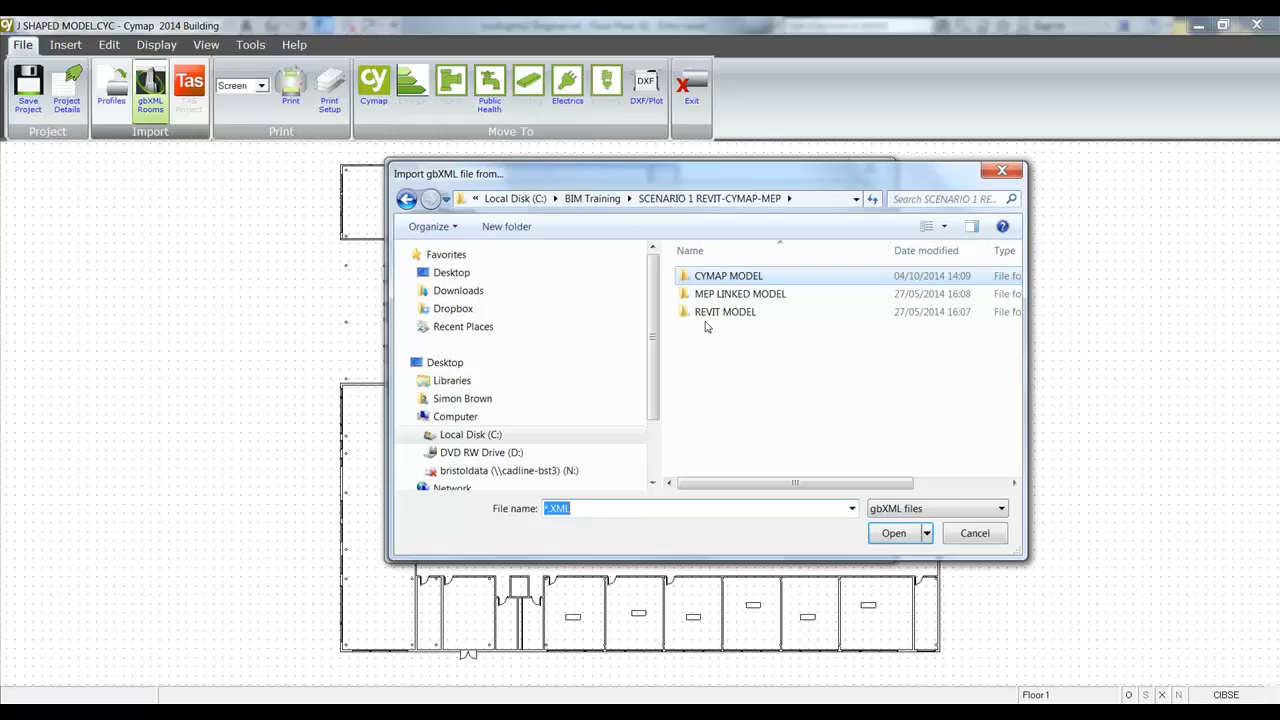 J SHAPED MODEL.CYC - Cymap 2014 Building
File Insert Edit Display View Tools Help
Save Project
Project Details
Profiles
gbXML Rooms
Tas
TAS Project
Screen
Print
Print Setup
cy Cymap
Public Health
Electrics
DXF
DXF/Plot
Exit
Project
Import
Print
Move To
Import gbXML file from...
« Local Disk (C:) BIM Training SCENARIO 1 REVIT-CYMAP-MEP
Search SCENARIO 1 RE...
Organize New folder
Name Date modified Type
Favorites
Desktop
Downloads
Dropbox
Recent Places
Desktop
Libraries
Simon Brown
Computer
Local Disk (C:)
DVD RW Drive (D:)
bristoldata (\\cadline-bst3) (N:)
Network
CYMAP MODEL 04/10/2014 14:09 File fo
MEP LINKED MODEL 27/05/2014 16:08 File fo
REVIT MODEL 27/05/2014 16:07 File fo
File name: *.XML gbXML files
Open Cancel
Floor 1 O S X N CIBSE